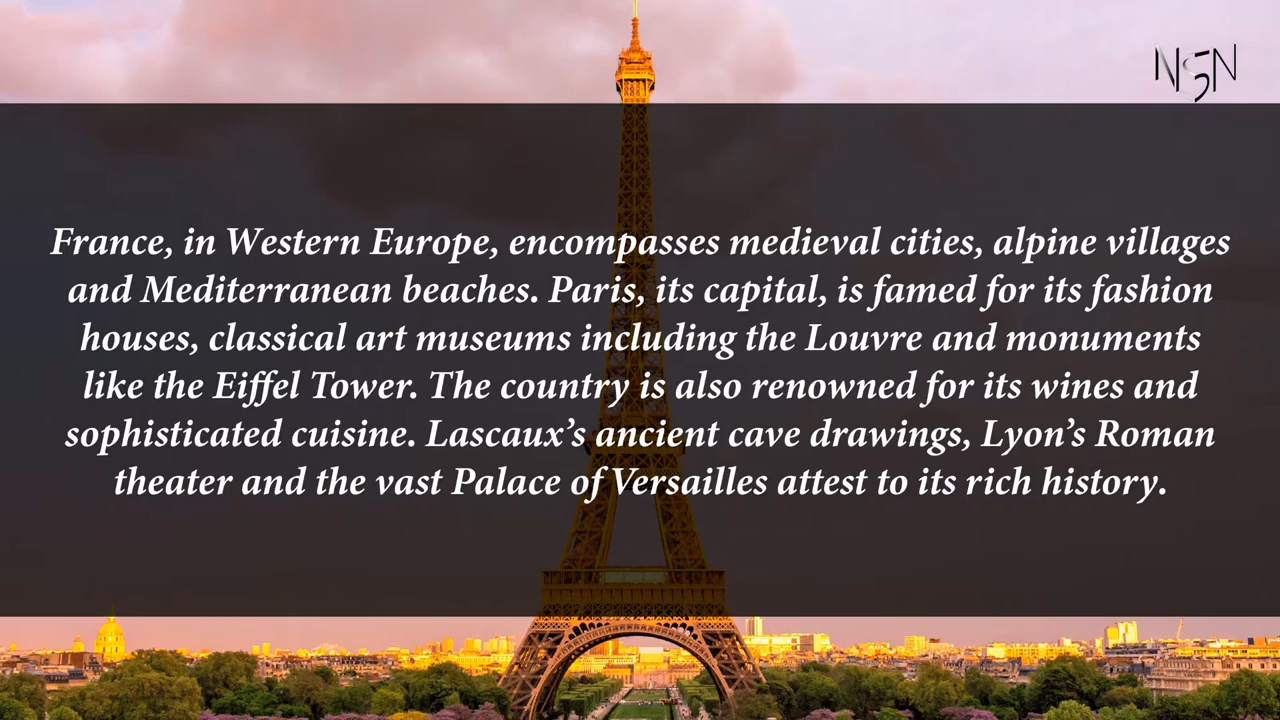 NSN
France, in Western Europe, encompasses medieval cities, alpine villages
and Mediterranean beaches. Paris, its capital, is famed for its fashion
houses, classical art museums including the Louvre and monuments
like the Eiffel Tower. The country is also renowned for its wines and
sophisticated cuisine. Lascaux’s ancient cave drawings, Lyon’s Roman
theater and the vast Palace of Versailles attest to its rich history.